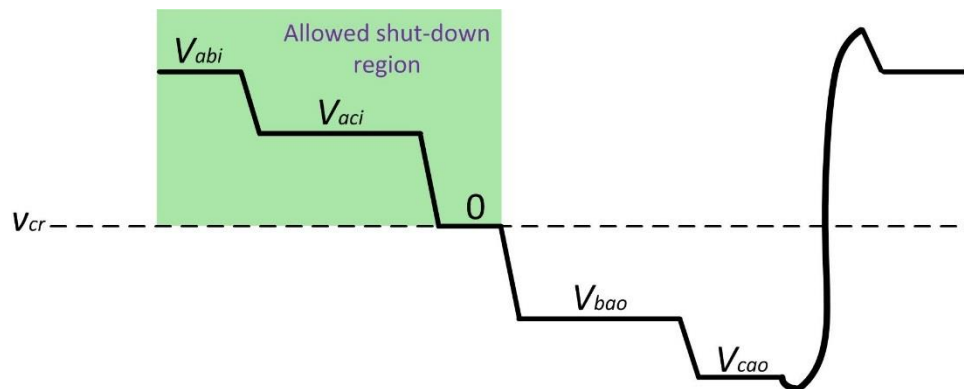 Allowed shut-down
region
Vabi
Vaci
0
vcr
Vbao
Vcao